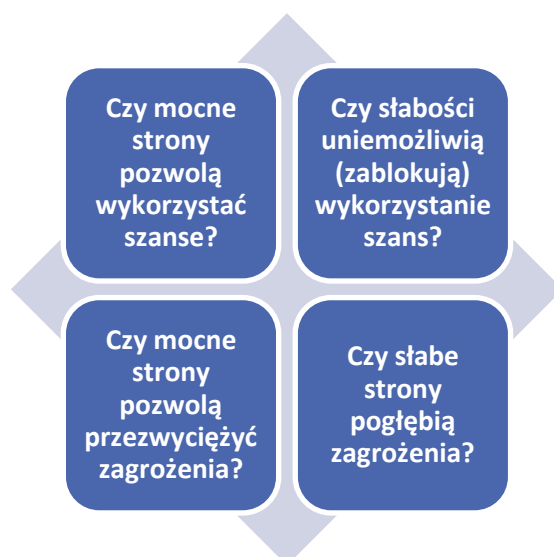 Czy mocne
strony
pozwolą
wykorzystać
szanse?
Czy słabości
uniemożliwią
(zablokują)
wykorzystanie
szans?
Czy mocne
strony
pozwolą
przezwyciężyć
zagrożenia?
Czy słabe
strony
pogłębią
zagrożenia?